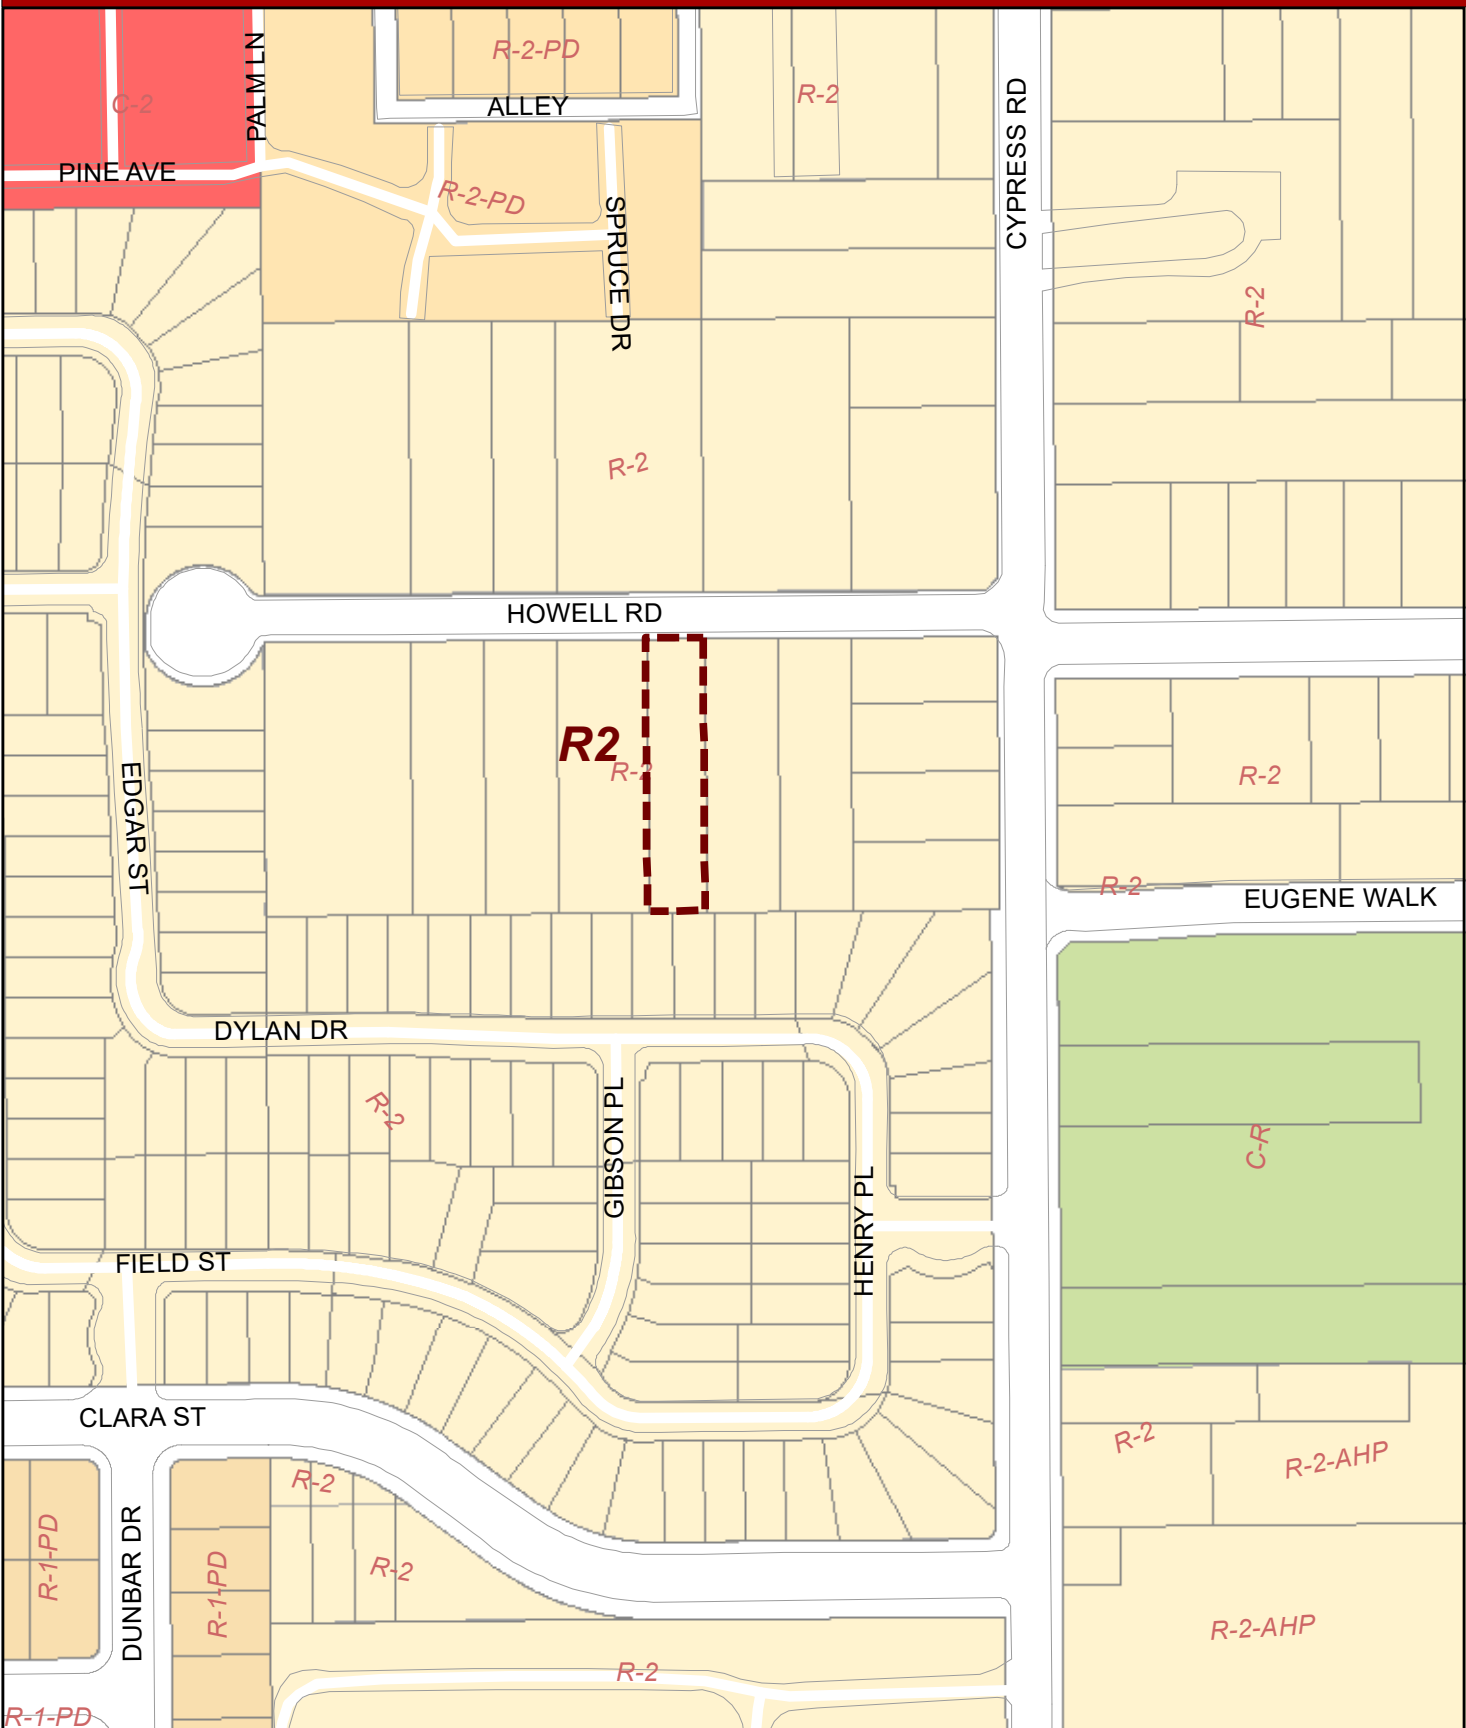 R-2-PD
C-2
PALM LN
ALLEY
R-2
CYPRESS RD
PINE AVE
R-2-PD
SPRUCE DR
R-2
R-2
HOWELL RD
R2
R-2
R-2
EDGAR ST
R-2
EUGENE WALK
DYLAN DR
R-2
GIBSON PL
C-R
HENRY PL
FIELD ST
CLARA ST
R-2
R-2-AHP
R-2
R-1-PD
DUNBAR DR
R-1-PD
R-2
R-2-AHP
R-2
R-1-PD